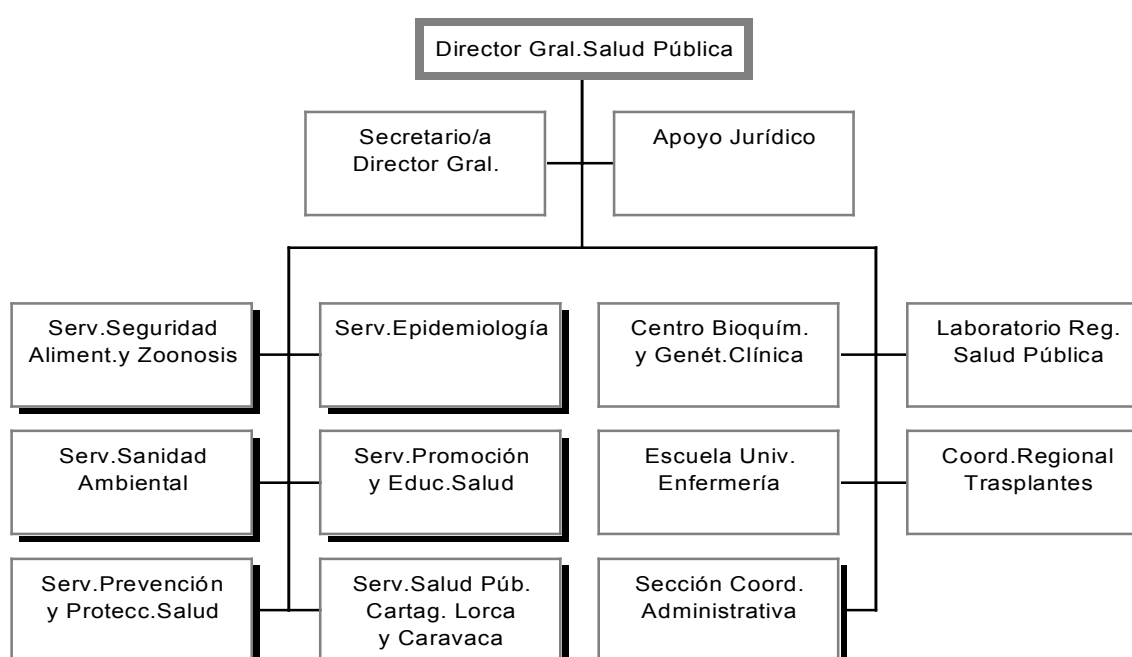 Director Gral.Salud Pública
Secretario/a
Director Gral.
Apoyo Jurídico
Serv.Seguridad
Aliment.y Zoonosis
Serv.Epidemiología
Centro Bioquím.
y Genét.Clínica
Laboratorio Reg.
Salud Pública
Serv.Sanidad
Ambiental
Serv.Promoción
y Educ.Salud
Escuela Univ.
Enfermería
Coord.Regional
Trasplantes
Serv.Prevención
y Protecc.Salud
Serv.Salud Púb.
Cartag. Lorca
y Caravaca
Sección Coord.
Administrativa